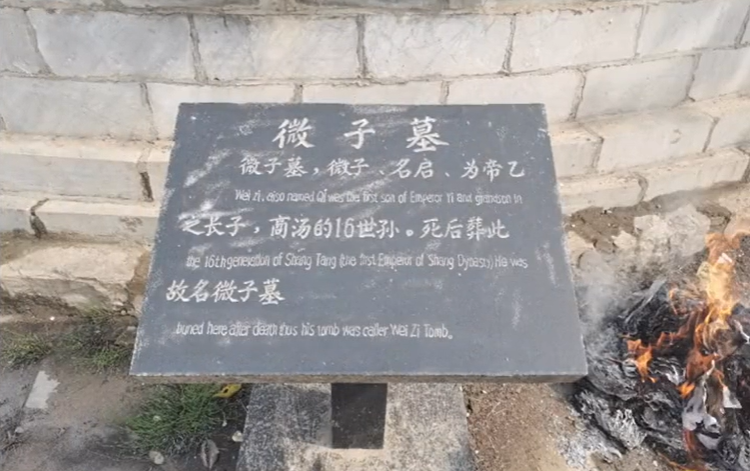 微子墓
微子墓，微子、名启、为帝乙
Wei zi, also named Qi was the first son of Emperor Yi and grandson in
之长子，商汤的16世孙。死后葬此
the 16th generation of Shang Tang (the first Emperor of Shang Dynasty) He was
故名微子墓
buried here after death thus his tomb was caller Wei Zi Tomb。